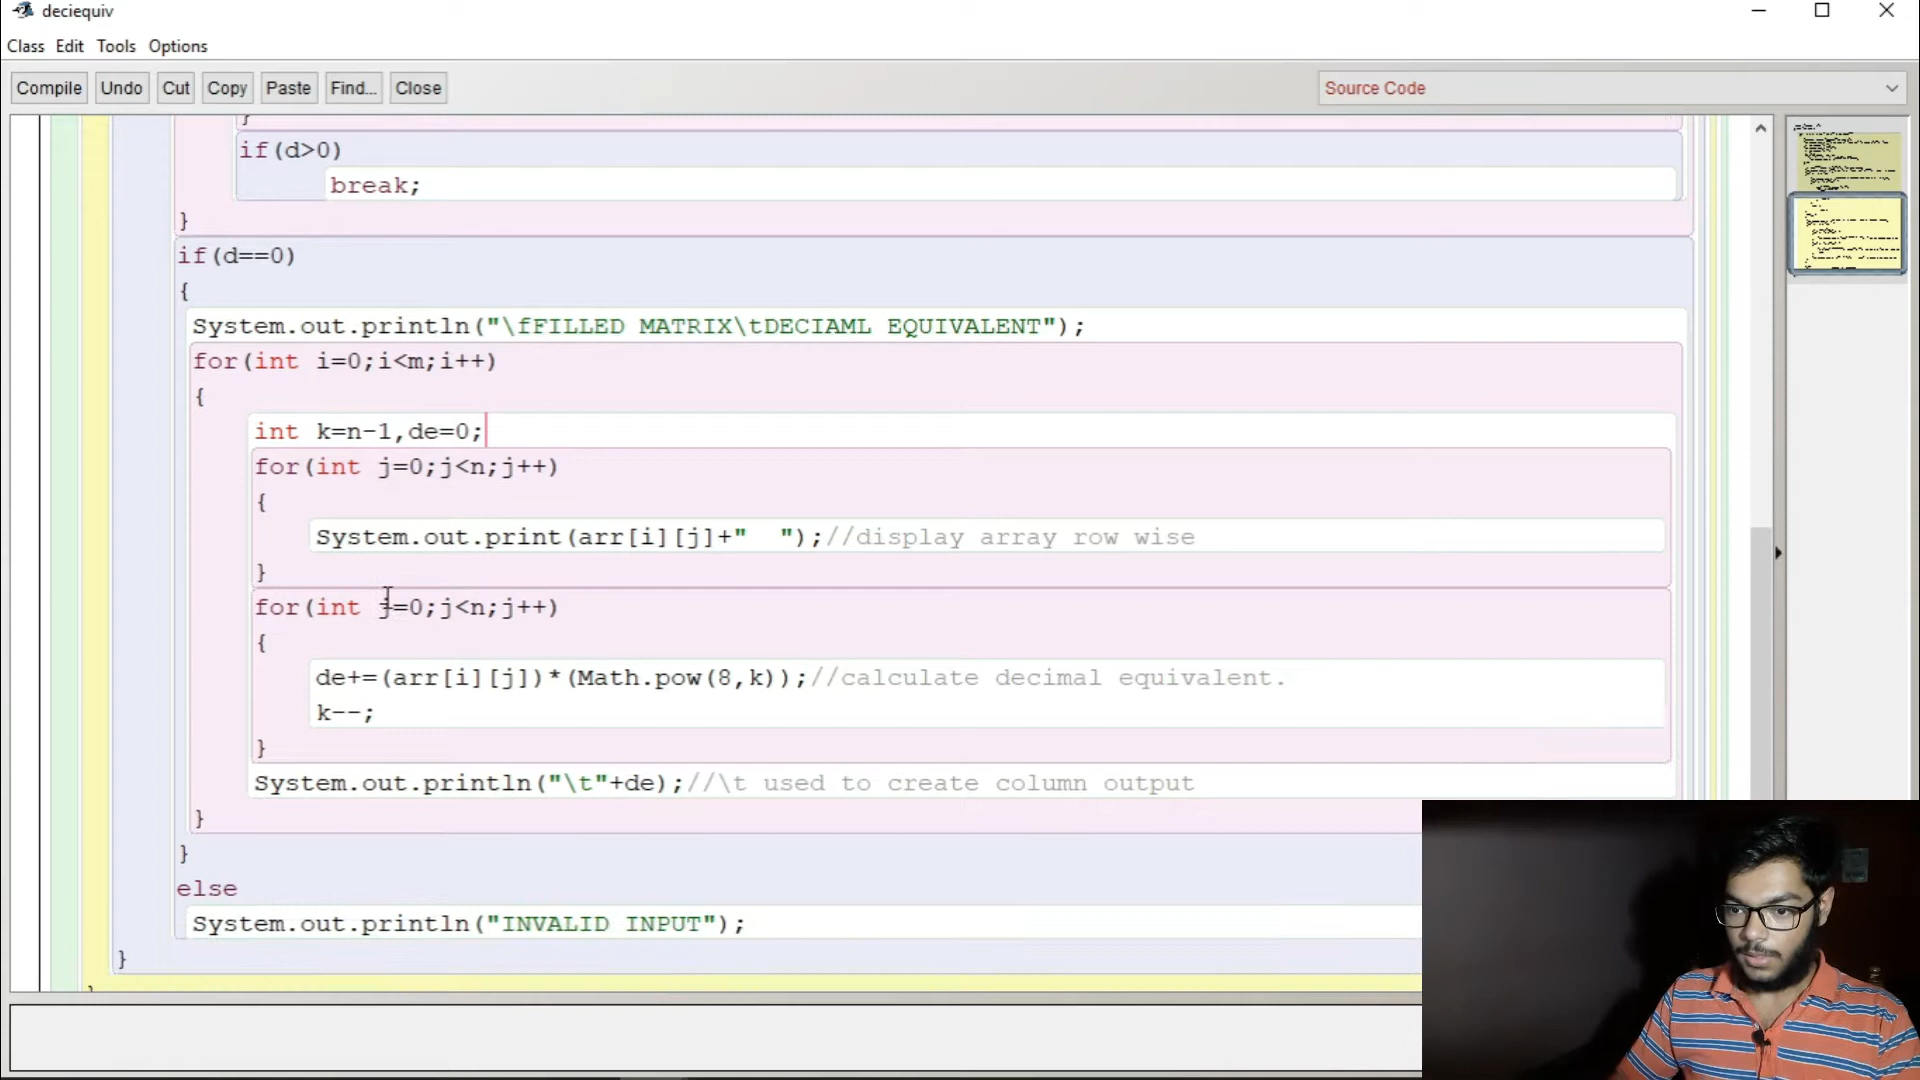 deciequiv
Class Edit Tools Options
Compile Undo Cut Copy Paste Find... Close Source Code
}
if(d>0)
break;
}
if(d==0)
{
System.out.println("\fFILLED MATRIX\tDECIAML EQUIVALENT");
for(int i=0;i<m;i++)
{
int k=n-1,de=0;
for(int j=0;j<n;j++)
{
System.out.print(arr[i][j]+"  ");//display array row wise
}
for(int j=0;j<n;j++)
{
de+=(arr[i][j])*(Math.pow(8,k));//calculate decimal equivalent.
k--;
}
System.out.println("\t"+de);//\t used to create column output
}
}
else
System.out.println("INVALID INPUT");
}